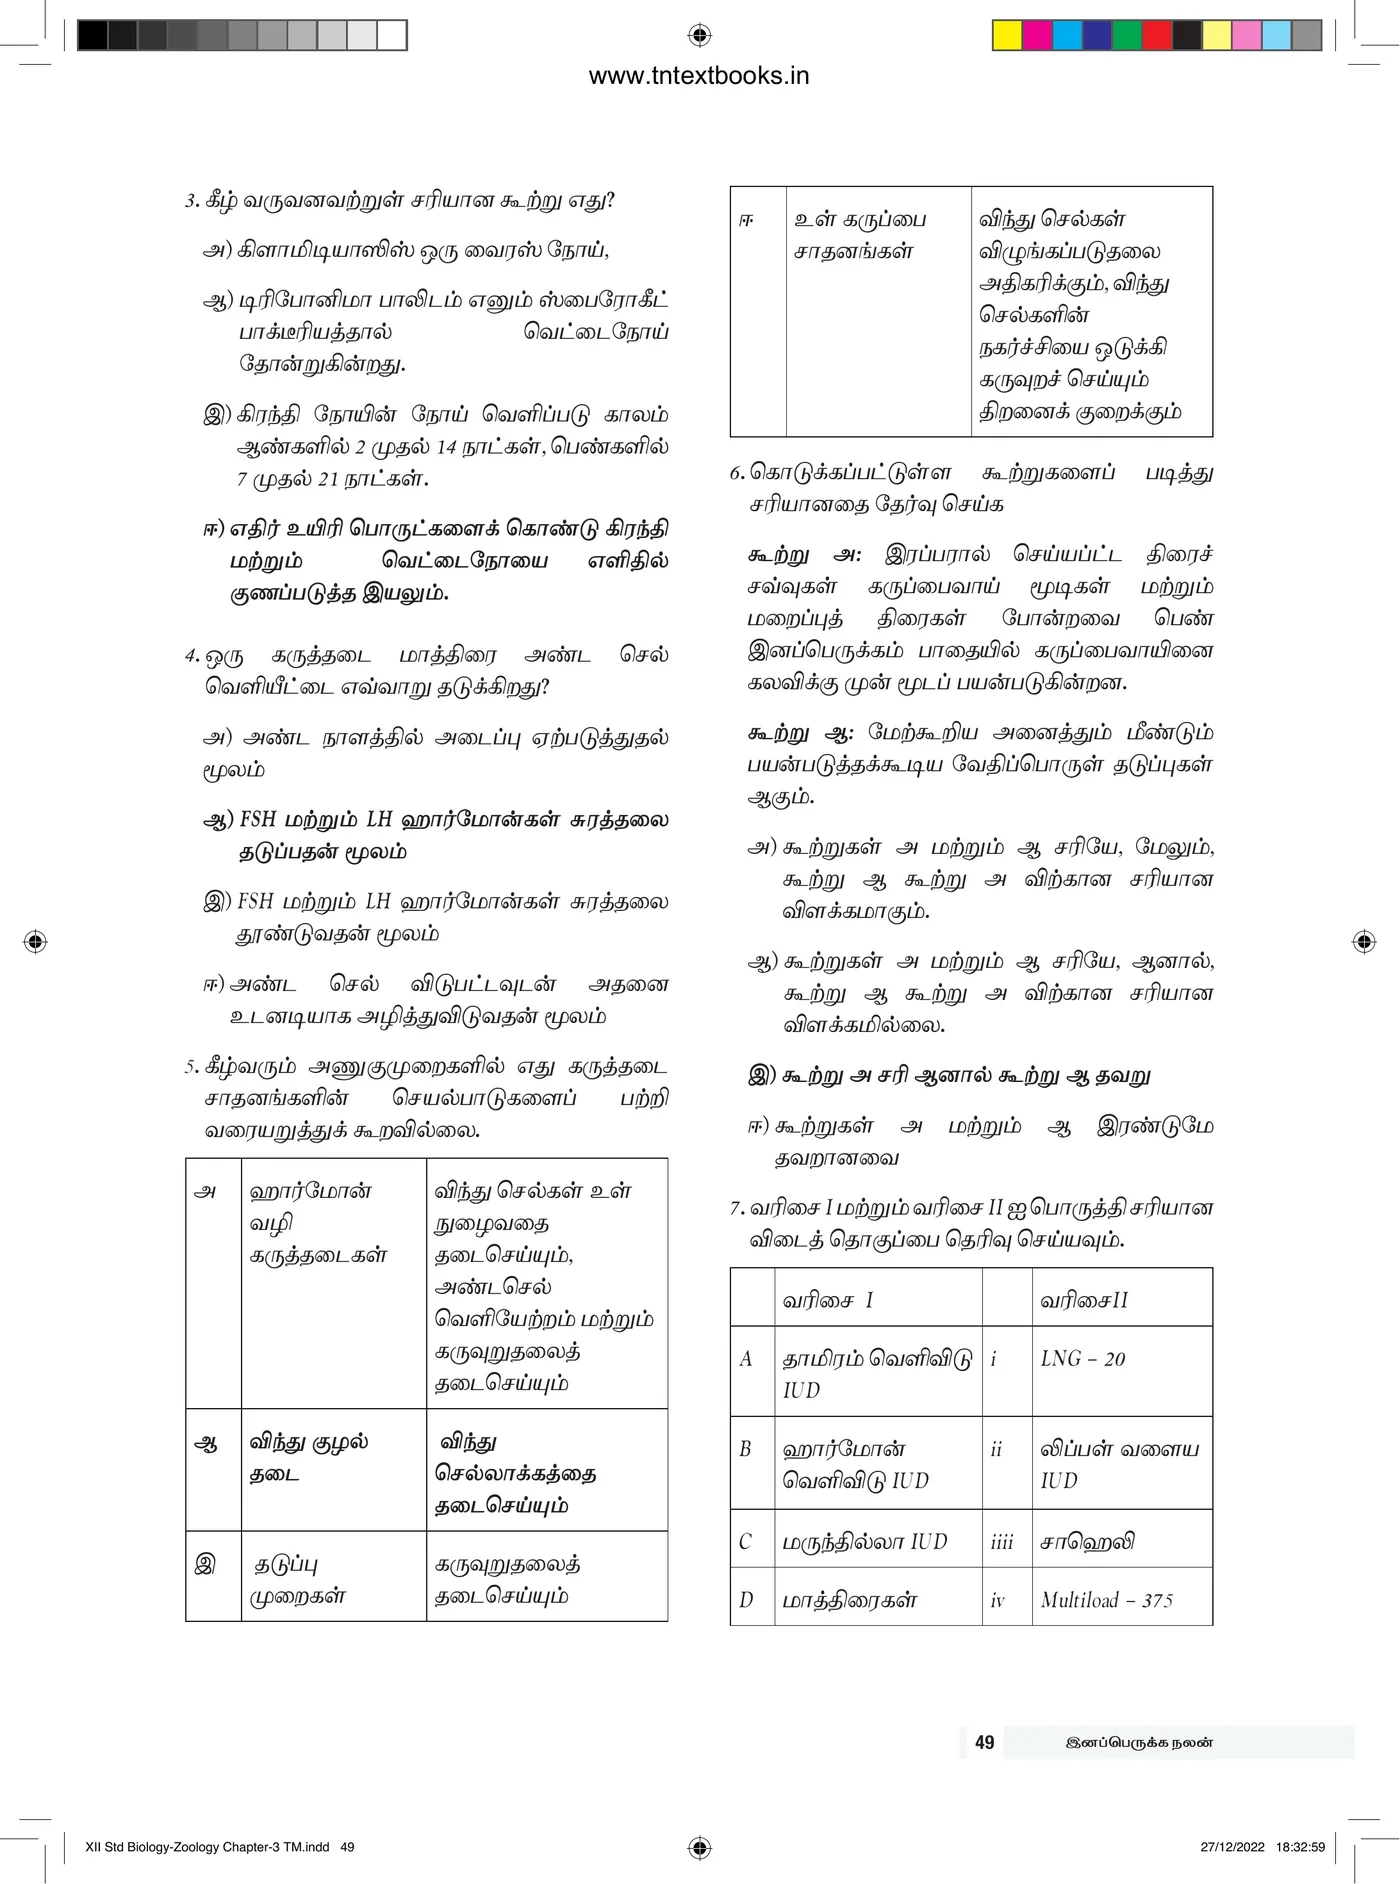 www.tntextbooks.in
3. கீழ் வருவனவற்றுள் சரியான கூற்று எது?
அ) கிளாமிடியாஸிஸ் ஒரு வைரஸ் நோய்,
ஆ) டிரிபோனிமா பாலிடம் எனும் ஸ்பைரோகீட்
பாக்டீரியத்தால் வெட்டைநோய்
தோன்றுகின்றது.
இ) கிரந்தி நோயின் நோய் வெளிப்படு காலம்
ஆண்களில் 2 முதல் 14 நாட்கள், பெண்களில்
7 முதல் 21 நாட்கள்.
ஈ) எதிர் உயிரி பொருட்களைக் கொண்டு கிரந்தி
மற்றும் வெட்டைநோயை எளிதில்
குணப்படுத்த இயலும்.
4. ஒரு கருத்தடை மாத்திரை அண்ட செல்
வெளியீட்டை எவ்வாறு தடுக்கிறது?
அ) அண்ட நாளத்தில் அடைப்பு ஏற்படுத்துதல்
மூலம்
ஆ) FSH மற்றும் LH ஹார்மோன்கள் சுரத்தலை
தடுப்பதன் மூலம்
இ) FSH மற்றும் LH ஹார்மோன்கள் சுரத்தலை
தூண்டுவதன் மூலம்
ஈ) அண்ட செல் விடுபட்டவுடன் அதனை
உடனடியாக அழித்துவிடுவதன் மூலம்
5. கீழ்வரும் அணுகுமுறைகளில் எது கருத்தடை
சாதனங்களின் செயல்பாடுகளைப் பற்றி
வரையறுத்துக் கூறவில்லை.
அ ஹார்மோன் விந்து செல்கள் உள்
வழி நுழைவதை
கருத்தடைகள் தடைசெய்யும்,
அண்டசெல்
வெளியேற்றம் மற்றும்
கருவுறுதலைத்
தடைசெய்யும்
ஆ விந்து குழல் விந்து
தடை செல்லாக்கத்தை
தடைசெய்யும்
இ தடுப்பு கருவுறுதலைத்
முறைகள் தடைசெய்யும்
ஈ உள் கருப்பை விந்து செல்கள்
சாதனங்கள் விழுங்கப்படுதலை
அதிகரிக்கும், விந்து
செல்களின்
நகர்ச்சியை ஒடுக்கி
கருவுறச் செய்யும்
திறனைக் குறைக்கும்
6. கொடுக்கப்பட்டுள்ள கூற்றுகளைப் படித்து
சரியானதை தேர்வு செய்க
கூற்று அ: இரப்பரால் செய்யப்ட்ட திரைச்
சவ்வுகள் கருப்பைவாய் மூடிகள் மற்றும்
மறைப்புத் திரைகள் போன்றவை பெண்
இனப்பெருக்கம் பாதையில் கருப்பைவாயினை
கலவிக்கு முன் மூடப் பயன்படுகின்றன.
கூற்று ஆ: மேற்கூறிய அனைத்தும் மீண்டும்
பயன்படுத்தக்கூடிய வேதிப்பொருள் தடுப்புகள்
ஆகும்.
அ) கூற்றுகள் அ மற்றும் ஆ சரியே, மேலும்,
கூற்று ஆ கூற்று அ விற்கான சரியான
விளக்கமாகும்.
ஆ) கூற்றுகள் அ மற்றும் ஆ சரியே, ஆனால்,
கூற்று ஆ கூற்று அ விற்கான சரியான
விளக்கமில்லை.
இ) கூற்று அ சரி ஆனால் கூற்று ஆ தவறு
ஈ) கூற்றுகள் அ மற்றும் ஆ இரண்டுமே
தவறானவை
7. வரிசை I மற்றும் வரிசை II ஐ பொருத்தி சரியான
விடைத் தொகுப்பை தெரிவு செய்யவும்.
வரிசை I வரிசைII
A தாமிரம் வெளிவிடு i LNG – 20
IUD
B ஹார்மோன் ii லிப்பள் வளைய
வெளிவிடு IUD IUD
C மருந்தில்லா IUD iiii சாஹெலி
D மாத்திரைகள் iv Multiload – 375
49 இனப்பெருக்க நலன்
XII Std Biology-Zoology Chapter-3 TM.indd 49 27/12/2022 18:32:59